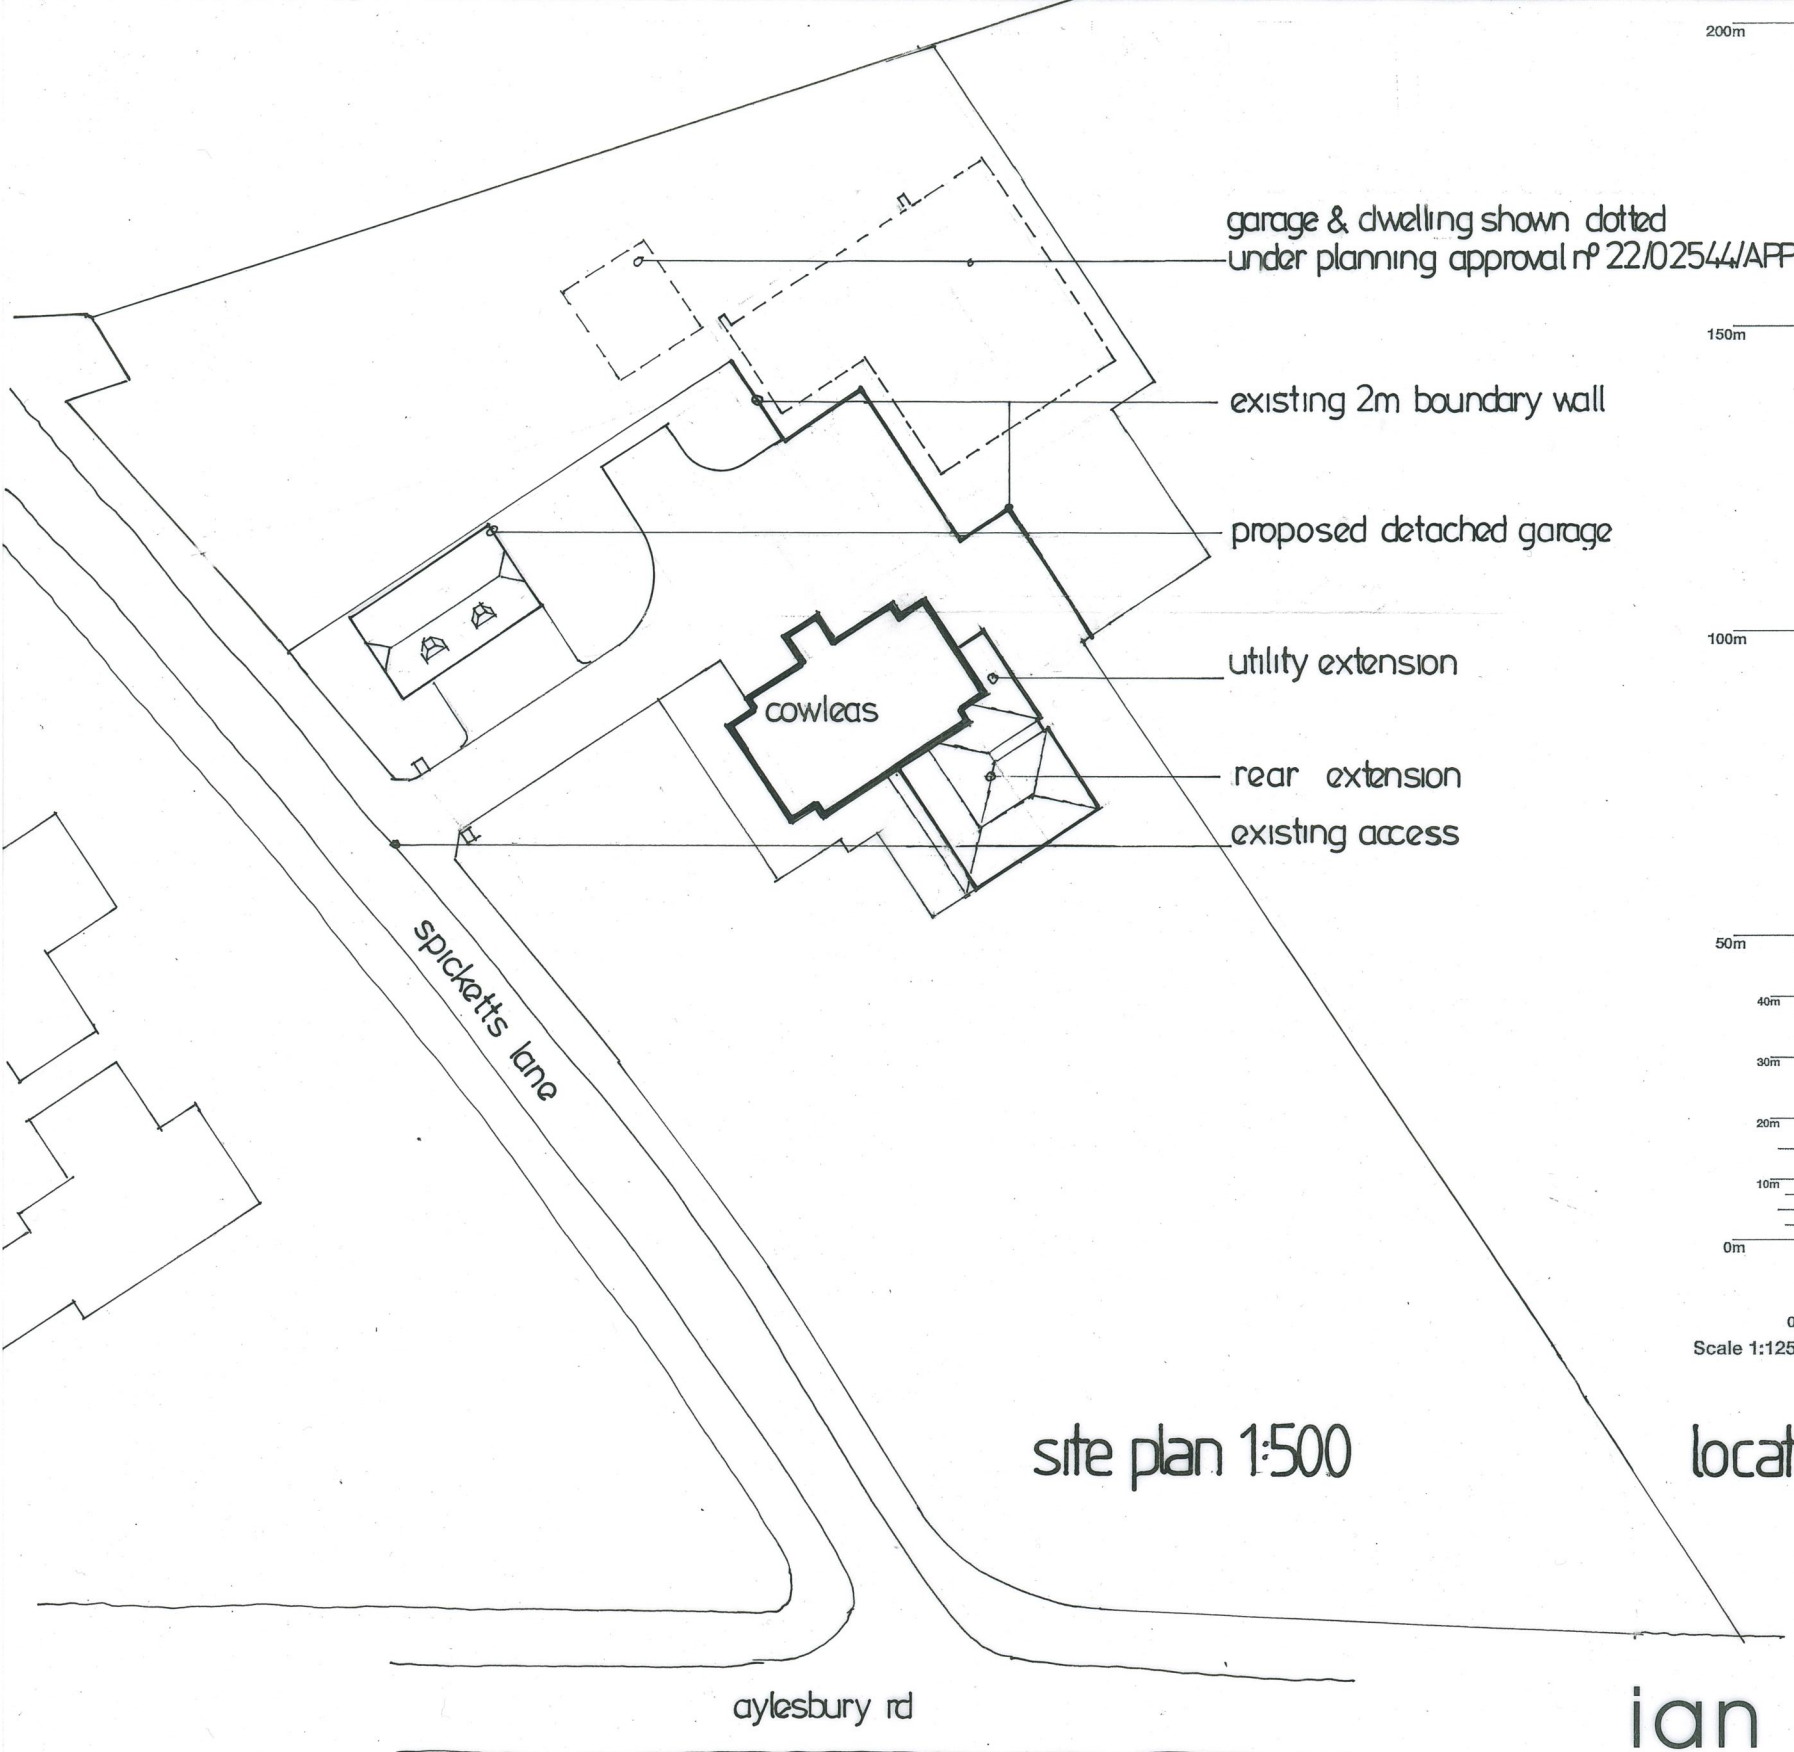 200m
garage & dwelling shown dotted
under planning approval nº 22/02544/APP
150m
existing 2m boundary wall
proposed detached garage
100m
utility extension
cowleas
rear extension
existing access
50m
spicketts lane
40m
30m
20m
10m
0m
0
Scale 1:125
site plan 1:500
locat
aylesbury rd
ian